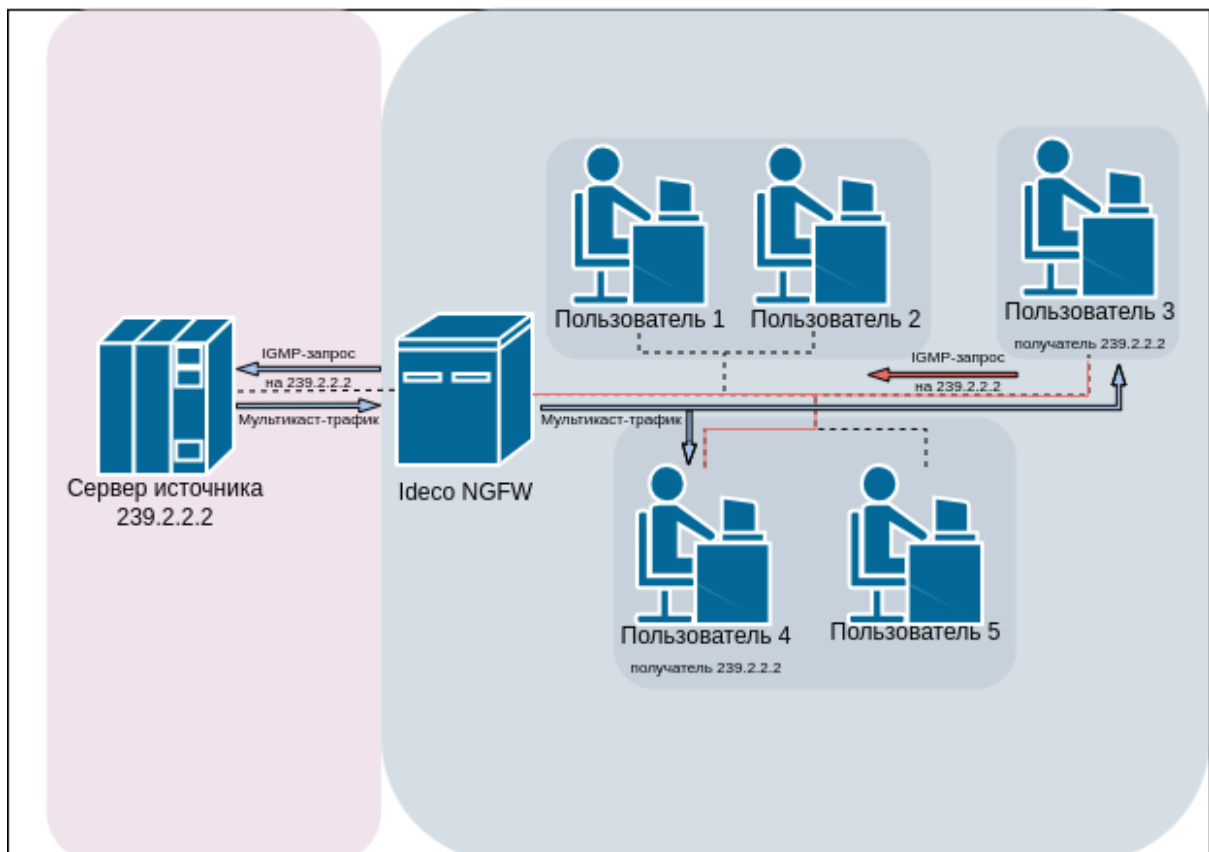 Пользователь 1
Пользователь 2
Пользователь 3
получатель 239.2.2.2
IGMP-запрос
на 239.2.2.2
Мультикаст-трафик
IGMP-запрос
на 239.2.2.2
Мультикаст-трафик
Сервер источника
239.2.2.2
Ideco NGFW
Пользователь 4
получатель 239.2.2.2
Пользователь 5